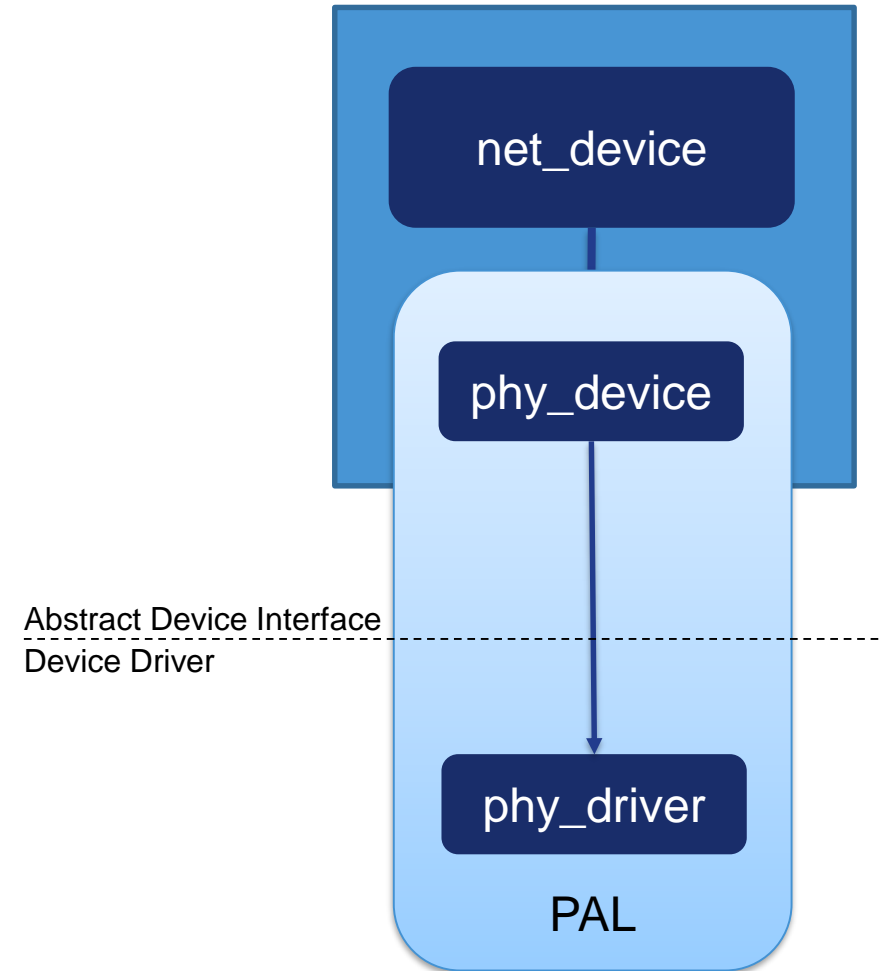 net_device
phy_device
Abstract Device Interface
Device Driver
phy_driver
PAL